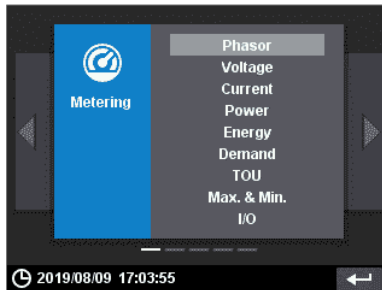 Metering
Phasor
Voltage
Current
Power
Energy
Demand
TOU
Max. & Min.
I/O
2019/08/09 17:03:55